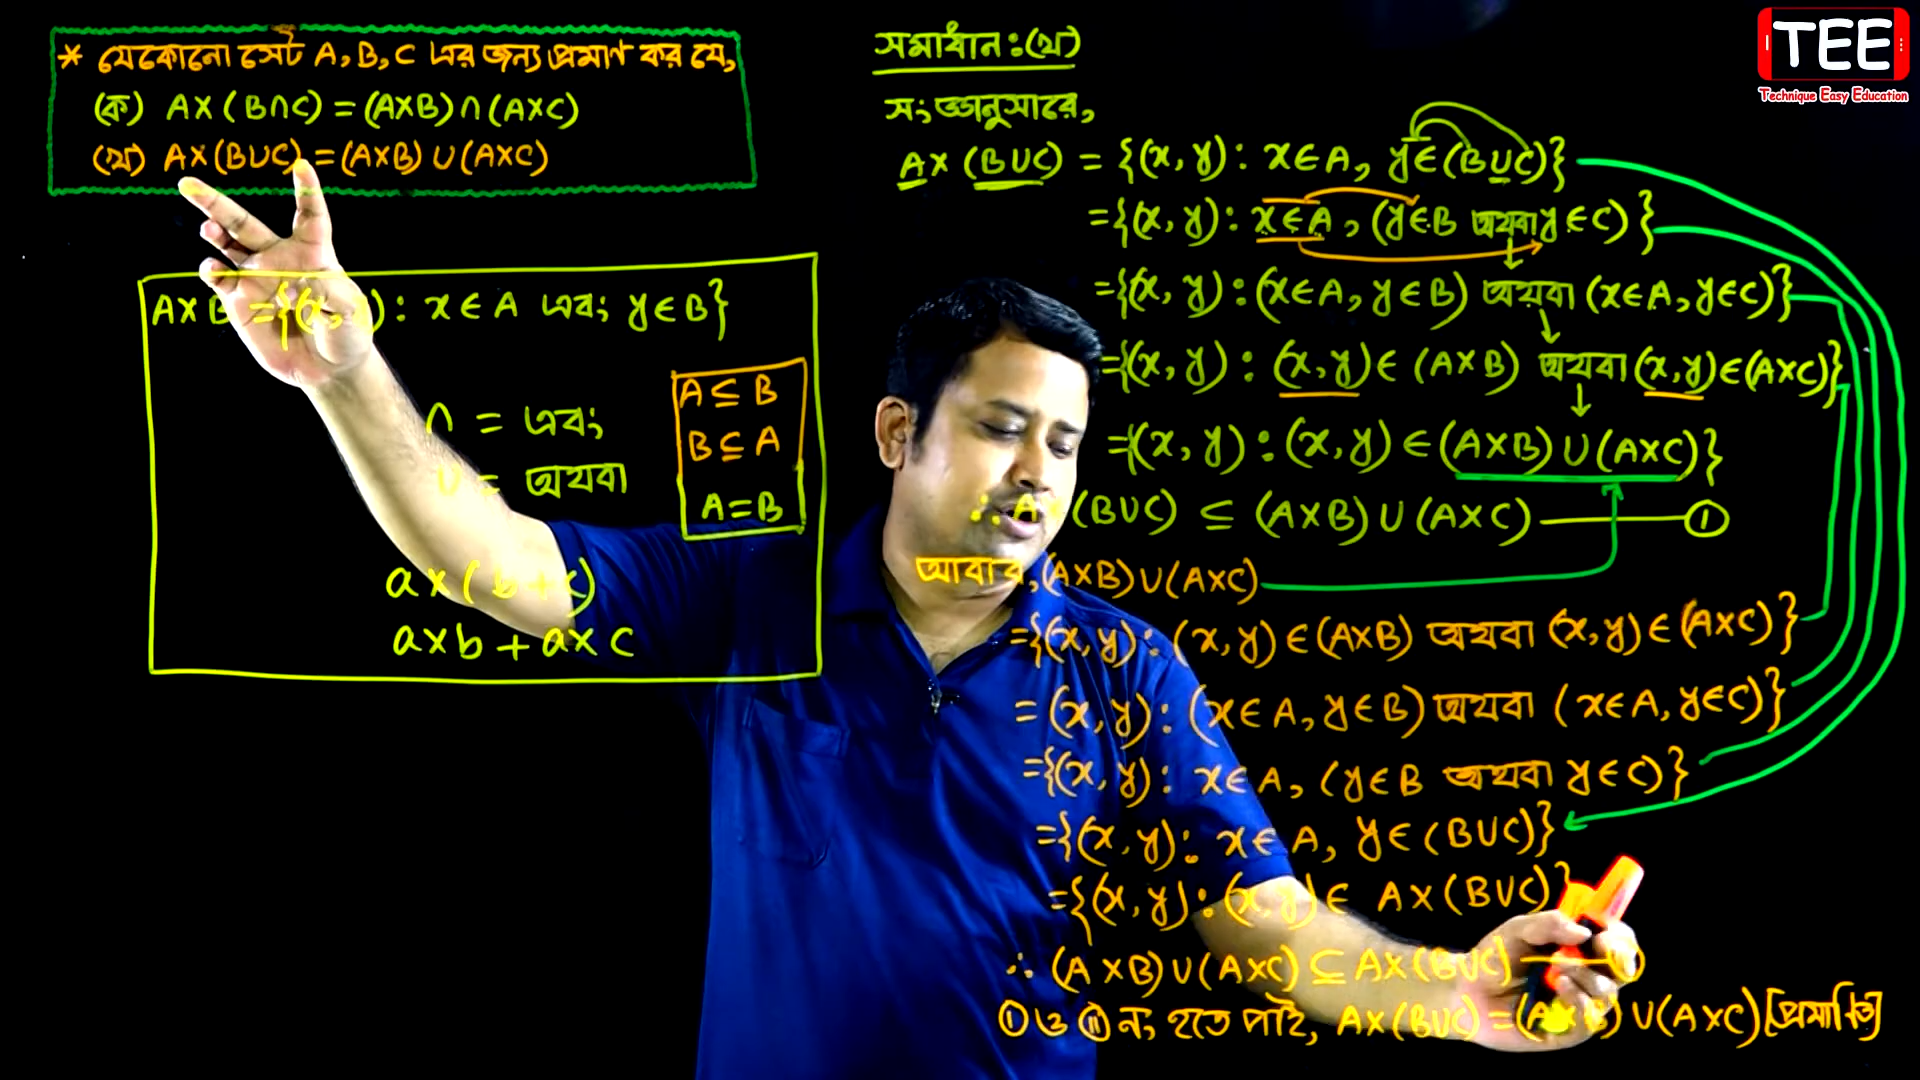 * যেকোনো সেট A, B, C এর জন্য প্রমাণ কর যে,
(ক) A×(B∩C) = (A×B)∩(A×C)
(খ) A×(B∪C) = (A×B)∪(A×C)
A×B = {(x, ): x∈A এবং y∈B}
∩ = এবং
∪ = অথবা
A⊆B
B⊆A
A=B
a×(b+c)
a×b+a×c
সমাধান:(খ)
সংজ্ঞানুসারে,
A×(B∪C) = {(x, y): x∈A, y∈(B∪C)}
={(x, y): x∈A, (y∈B অথবা y∈C)}
={(x, y):(x∈A, y∈B) অথবা (x∈A, y∈C)}
={(x, y): (x,y)∈(A×B) অথবা (x,y)∈(A×C)}
={(x, y): (x, y)∈(A×B)∪(A×C)}
∴ A×(B∪C) ⊆ (A×B)∪(A×C) — ①
আবার, (A×B)∪(A×C)
={(x,y): (x,y)∈(A×B) অথবা (x,y)∈(A×C)}
= (x,y): (x∈A, y∈B) অথবা (x∈A, y∈C)}
={(x, y): x∈A, (y∈B অথবা y∈C)}
={(x,y): x∈A, y∈(B∪C)}
={(x,y): (x,y)∈ A×(B∪C)}
∴ (A×B)∪(A×C) ⊆ A×(B∪C) —
① ও ⑪ নং হতে পাই, A×(B∪C)=(A×B)∪(A×C) [প্রমাণিত]
TEE
Technique Easy Education